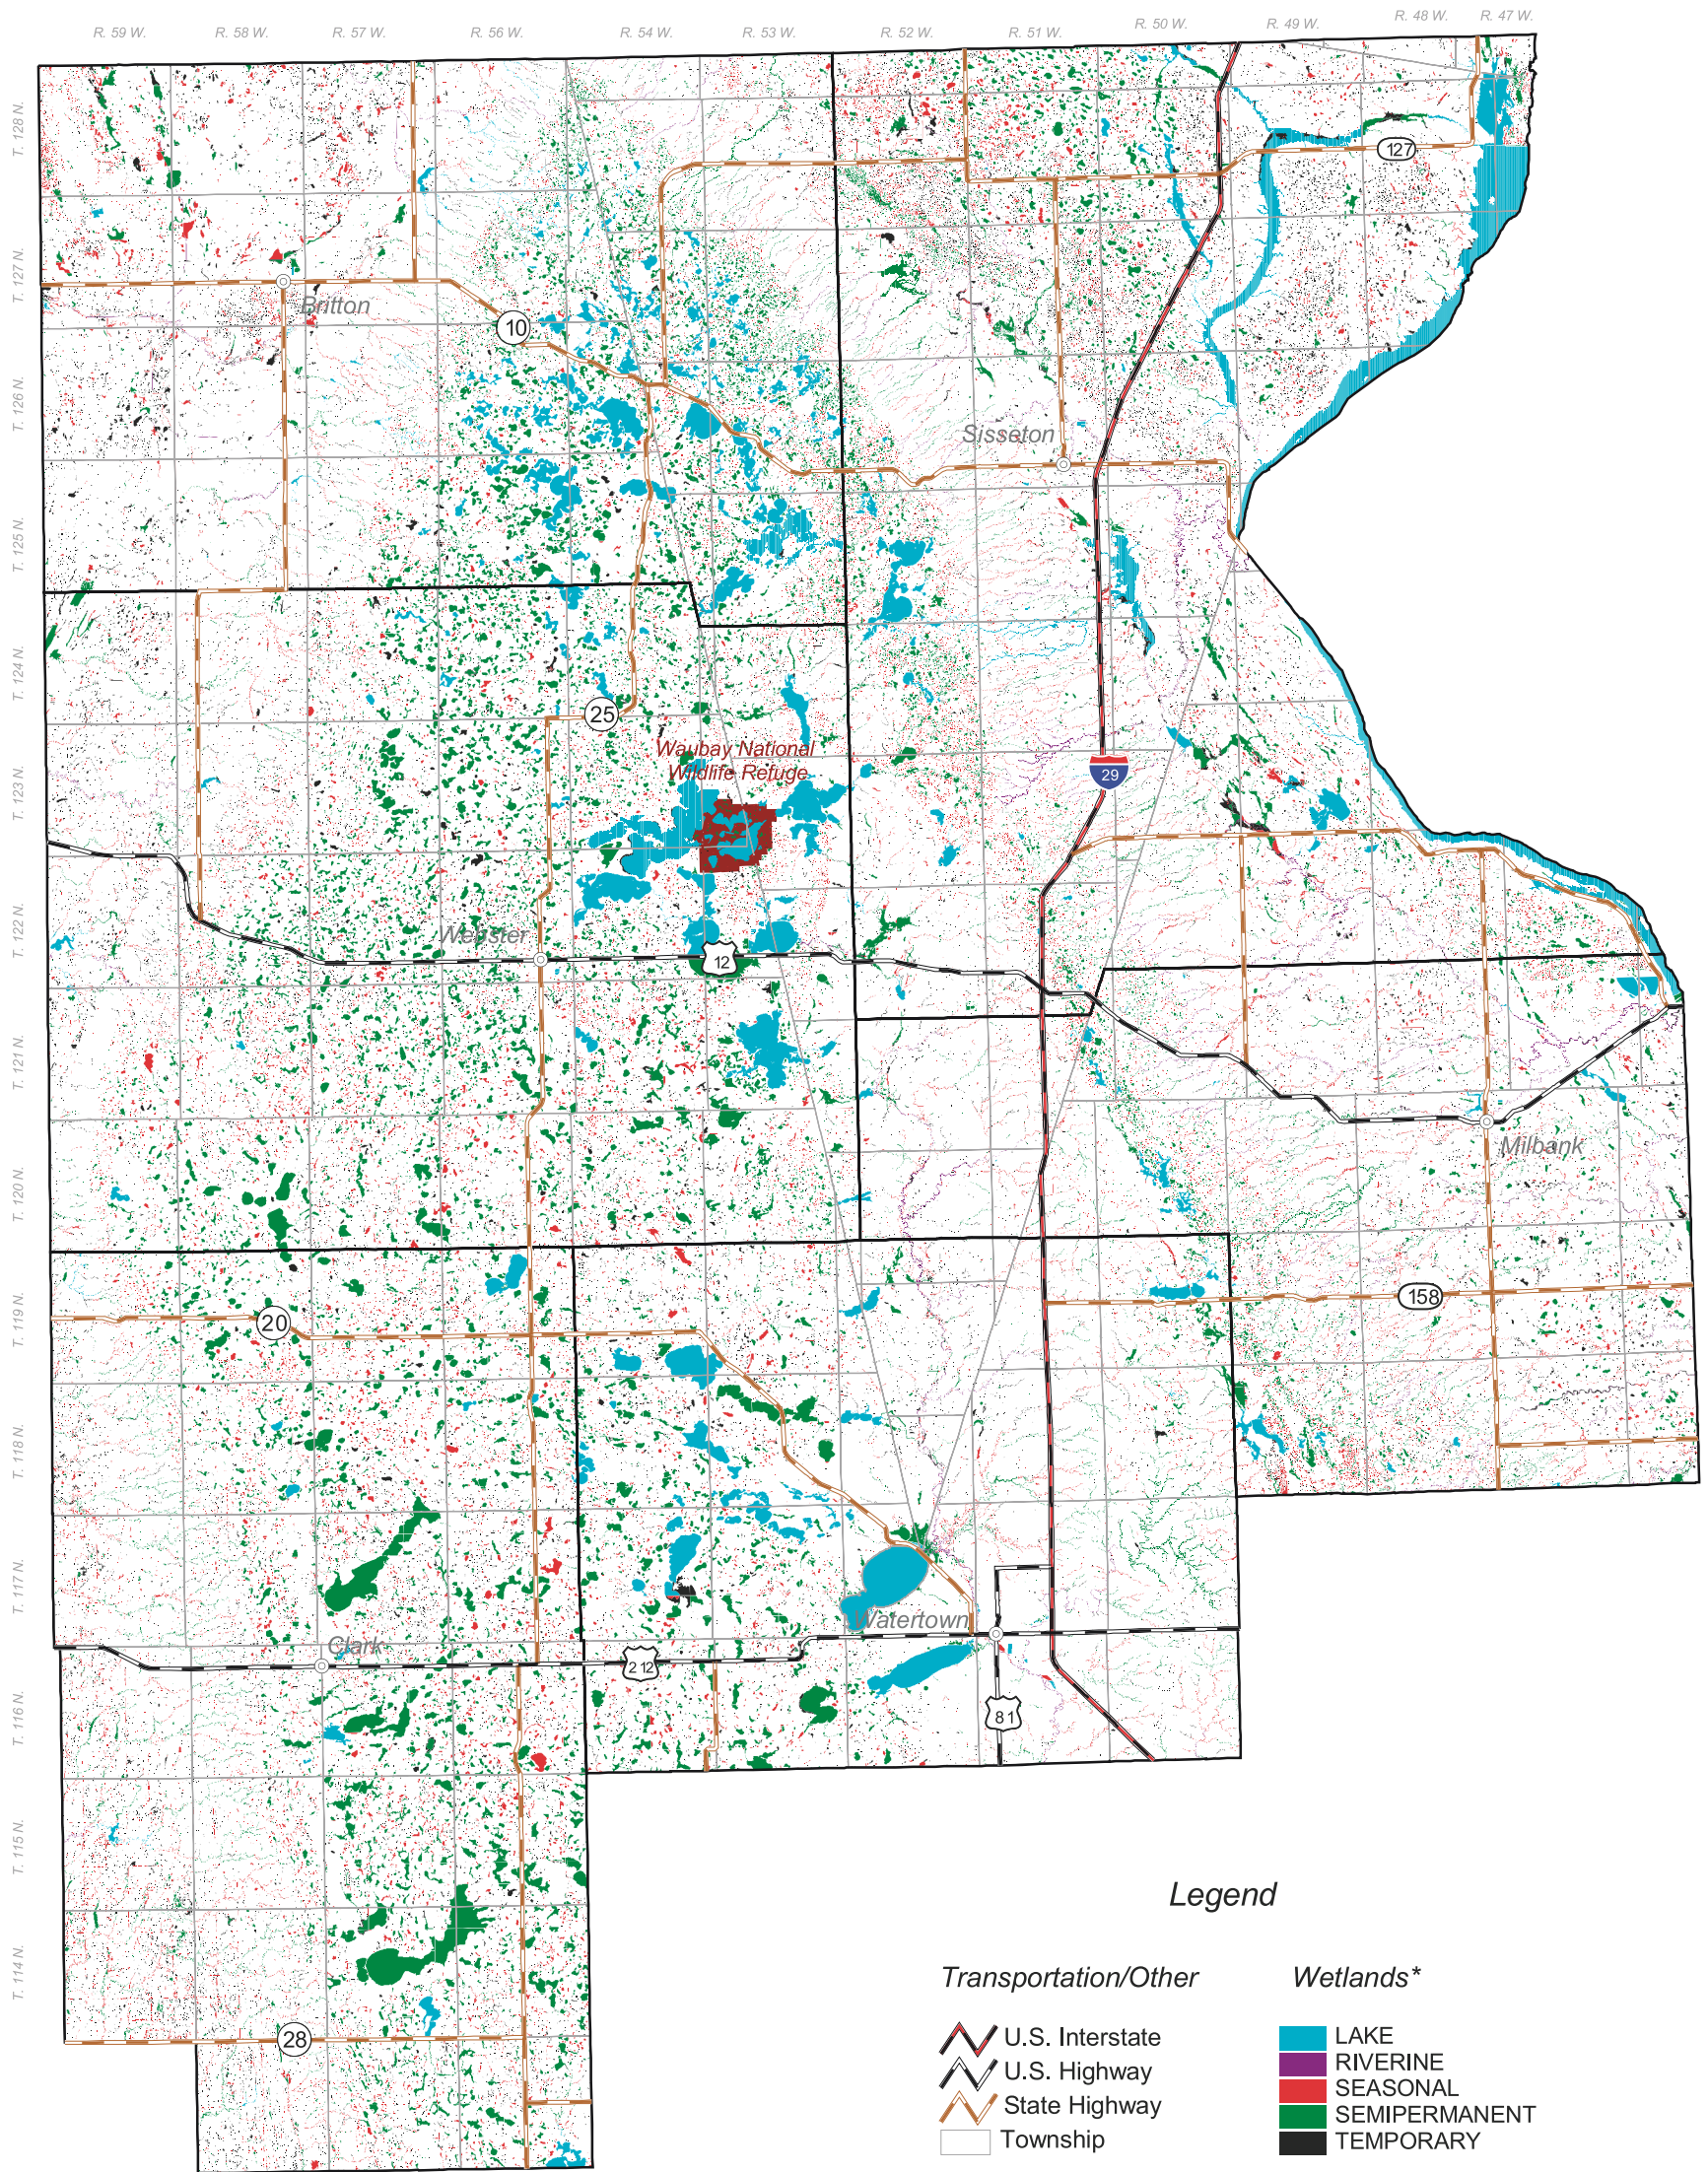 R. 59 W. R. 58 W. R. 57 W. R. 56 W. R. 54 W. R. 53 W. R. 52 W. R. 51 W. R. 50 W. R. 49 W. R. 48 W. R. 47 W.
T. 128 N.
127
T. 127 N.
Britton
10
T. 126 N.
Sisseton
T. 125 N.
T. 124 N.
25
Waubay National
Wildlife Refuge
29
T. 123 N.
T. 122 N.
Webster
12
T. 121 N.
Milbank
T. 120 N.
158
T. 119 N.
20
T. 118 N.
T. 117 N.
Watertown
Clark
212
T. 116 N.
81
T. 115 N.
Legend
T. 114 N.
Transportation/Other
U.S. Interstate
U.S. Highway
State Highway
Township
Wetlands*
LAKE
RIVERINE
SEASONAL
SEMIPERMANENT
TEMPORARY
28